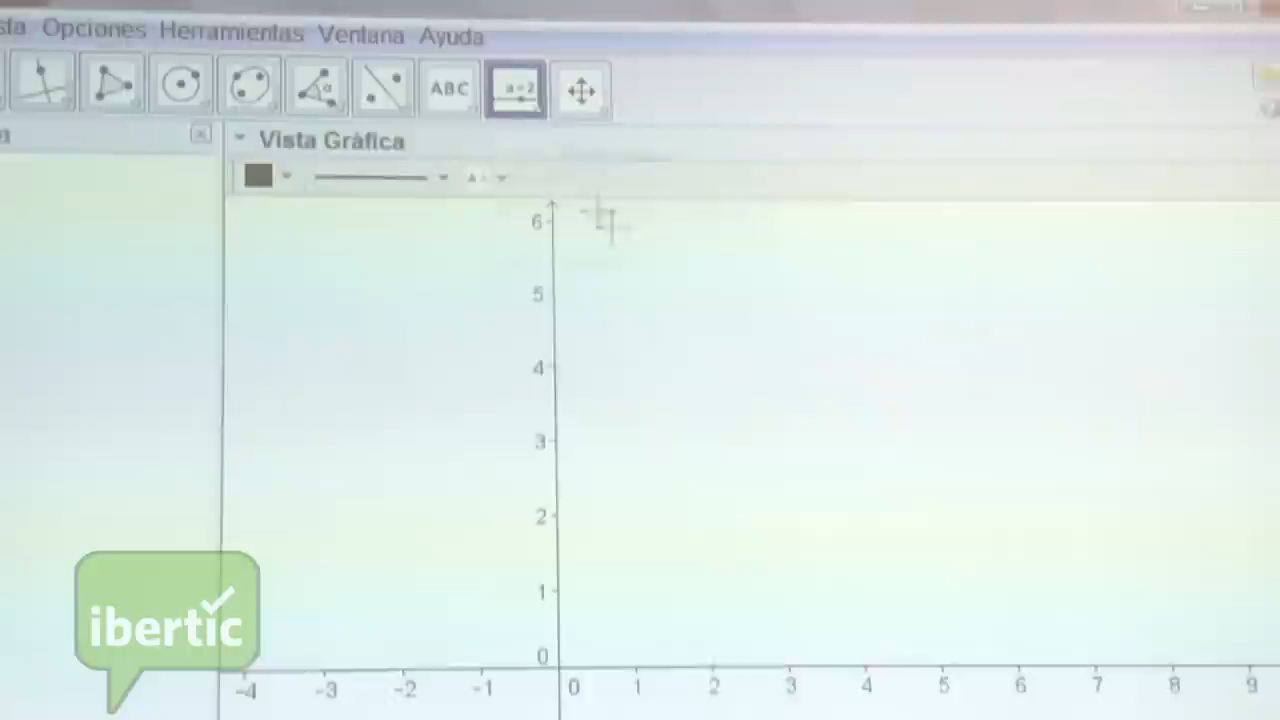 Opciones Herramientas Ventana Ayuda
ABC
a=2
α
Vista Gráfica
6
5
4
3
2
1
0
-4 -3 -2 -1 0 1 2 3 4 5 6 7 8 9
ibertic